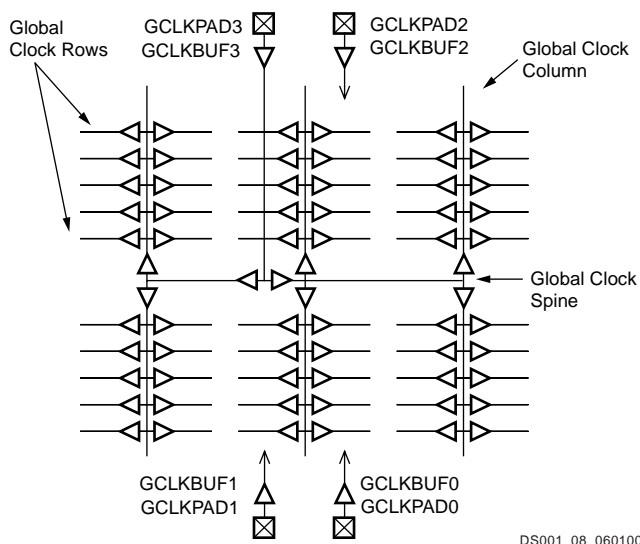 Global
Clock Rows
GCLKPAD3
GCLKBUF3
GCLKPAD2
GCLKBUF2
Global Clock
Column
Global Clock
Spine
GCLKBUF1
GCLKPAD1
GCLKBUF0
GCLKPAD0
DS001_08_060100